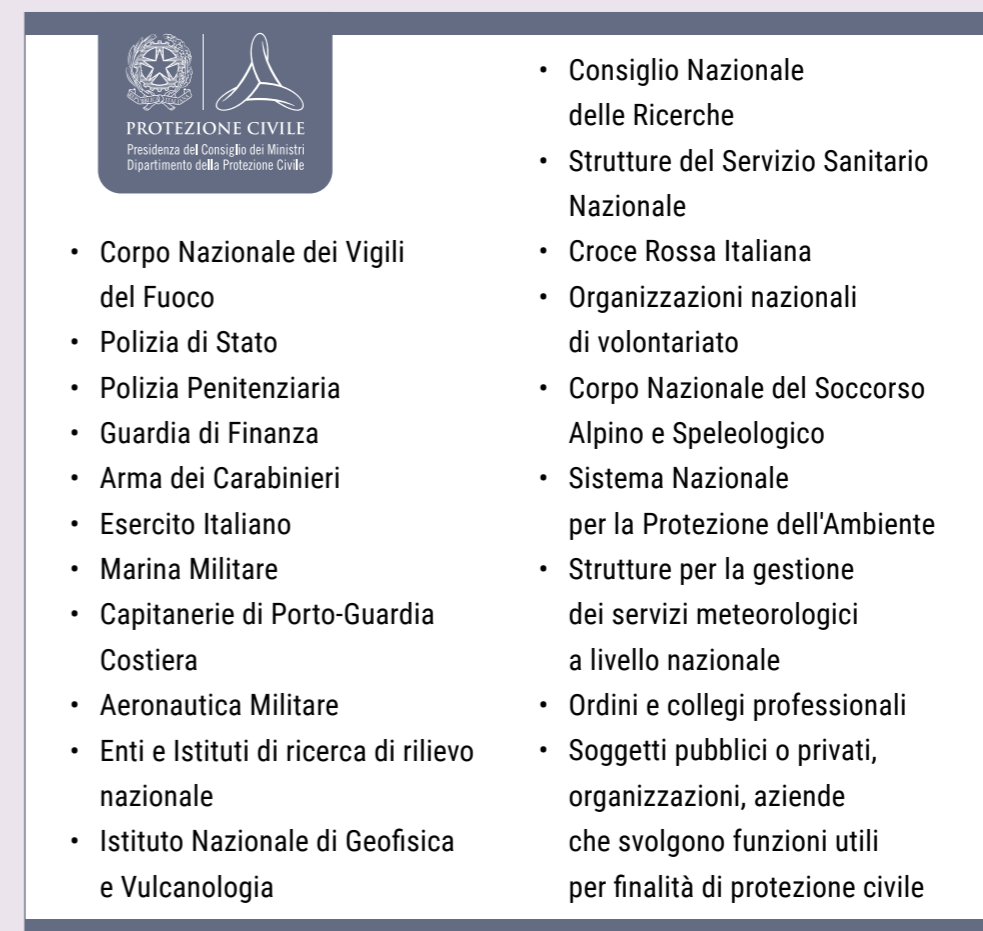 PROTEZIONE CIVILE
Presidenza del Consiglio dei Ministri
Dipartimento della Protezione Civile
• Corpo Nazionale dei Vigili
del Fuoco
• Polizia di Stato
• Polizia Penitenziaria
• Guardia di Finanza
• Arma dei Carabinieri
• Esercito Italiano
• Marina Militare
• Capitanerie di Porto-Guardia
Costiera
• Aeronautica Militare
• Enti e Istituti di ricerca di rilievo
nazionale
• Istituto Nazionale di Geofisica
e Vulcanologia
• Consiglio Nazionale
delle Ricerche
• Strutture del Servizio Sanitario
Nazionale
• Croce Rossa Italiana
• Organizzazioni nazionali
di volontariato
• Corpo Nazionale del Soccorso
Alpino e Speleologico
• Sistema Nazionale
per la Protezione dell'Ambiente
• Strutture per la gestione
dei servizi meteorologici
a livello nazionale
• Ordini e collegi professionali
• Soggetti pubblici o privati,
organizzazioni, aziende
che svolgono funzioni utili
per finalità di protezione civile